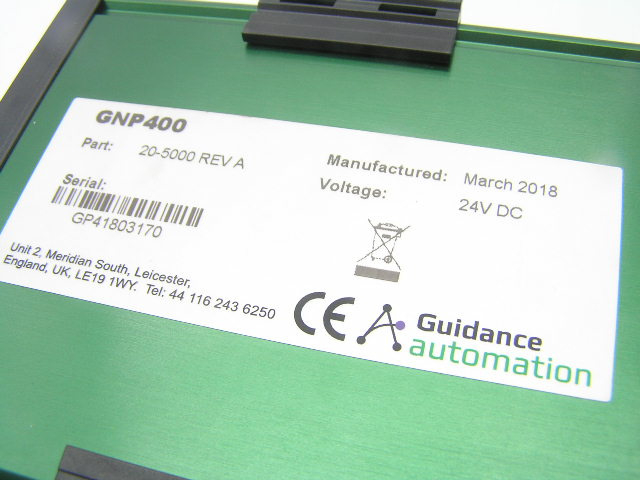 GNP400
Part: 20-5000 REV A
Manufactured: March 2018
Voltage: 24V DC
Serial:
GP41803170
Unit 2, Meridian South, Leicester,
England, UK, LE19 1WY. Tel: 44 116 243 6250
CE
Guidance
automation